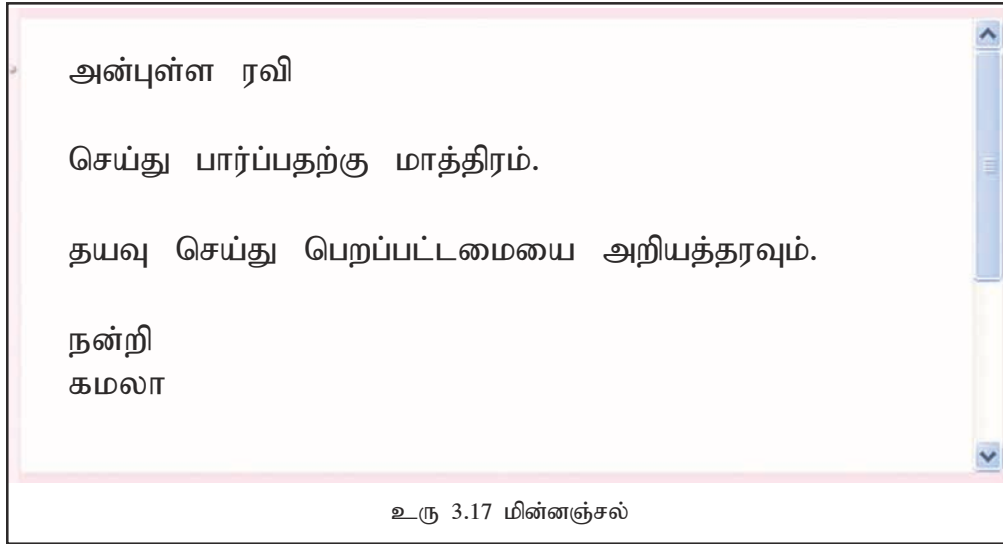 அன்புள்ள ரவி
செய்து பார்ப்பதற்கு மாத்திரம்.
தயவு செய்து பெறப்பட்டமையை அறியத்தரவும்.
நன்றி
கமலா
உரு 3.17 மின்னஞ்சல்